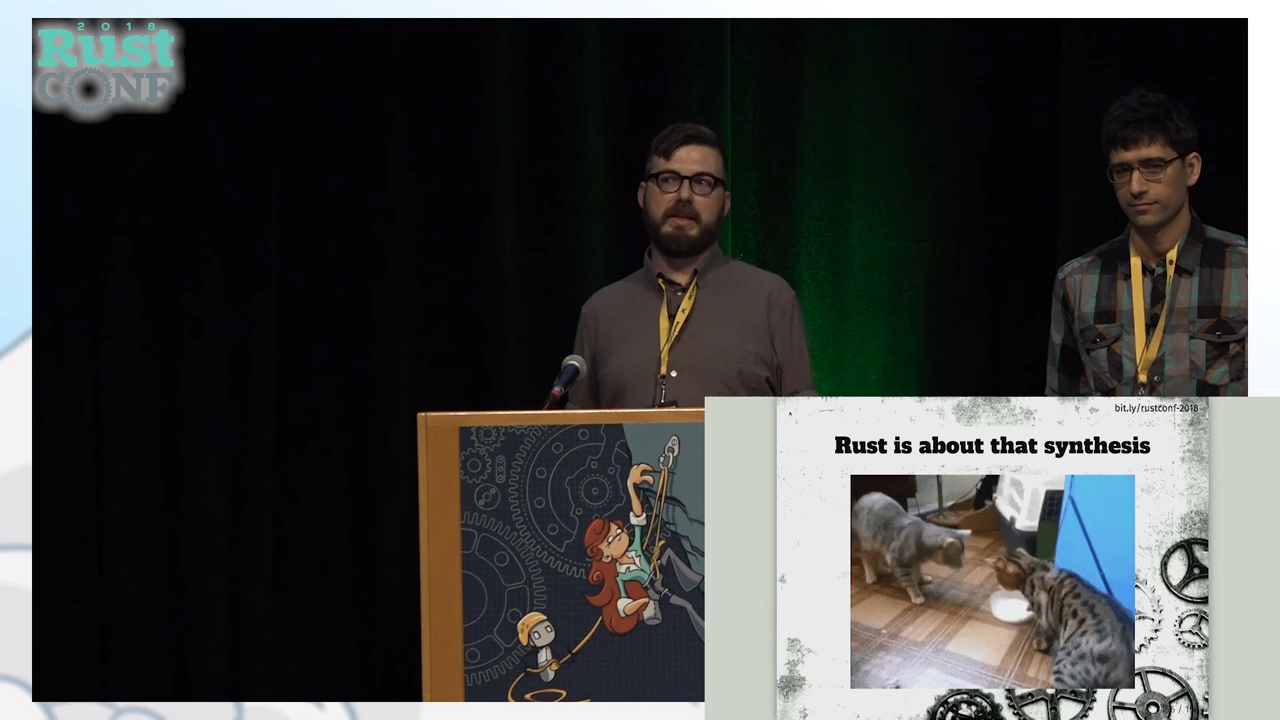 2018
Rust
CONF
bit.ly/rustconf-2018
Rust is about that synthesis